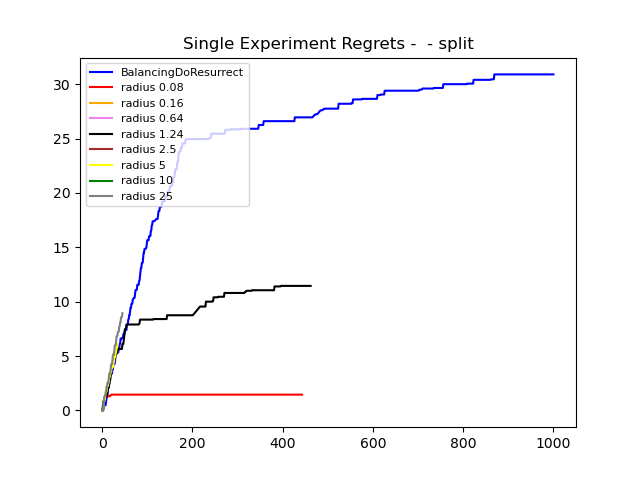 Single Experiment Regrets -  - split
BalancingDoResurrect
radius 0.08
radius 0.16
radius 0.64
radius 1.24
radius 2.5
radius 5
radius 10
radius 25
30
25
20
15
10
5
0
0 200 400 600 800 1000